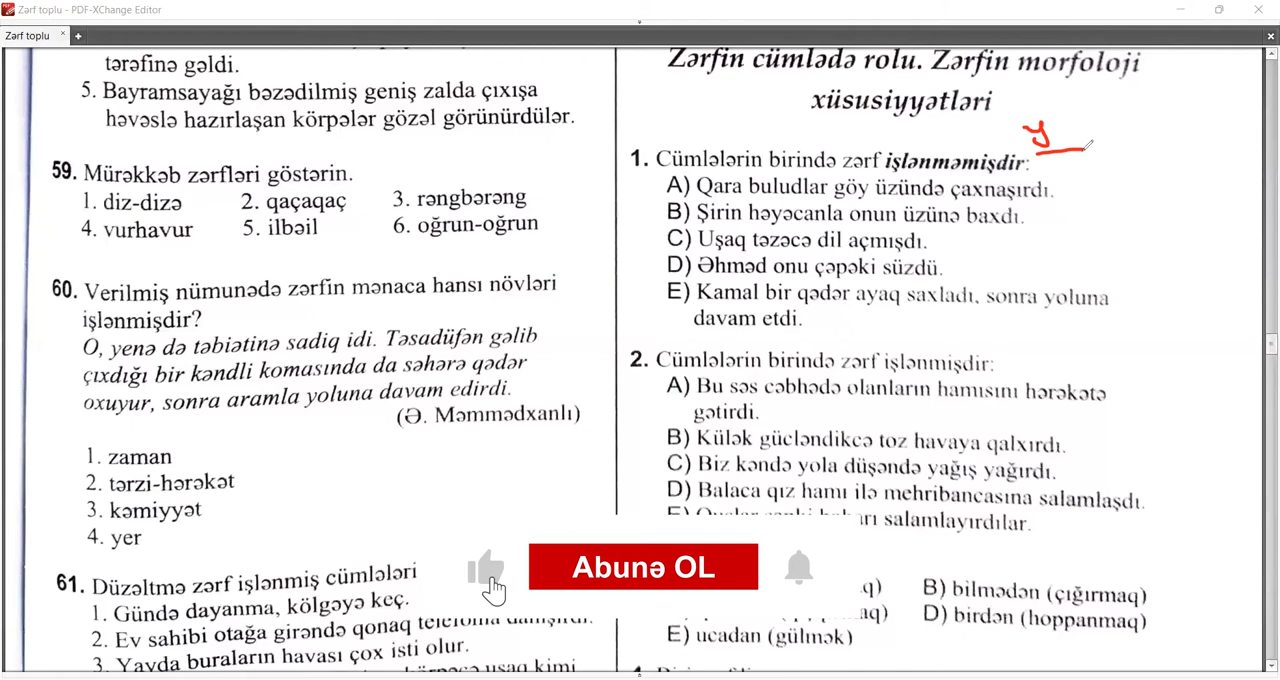 Zərf toplu - PDF-XChange Editor
Zərf toplu
tərəfinə gəldi.
5. Bayramsayağı bəzədilmiş geniş zalda çıxışa
həvəslə hazırlaşan körpələr gözəl görünürdülər.
59. Mürəkkəb zərfləri göstərin.
1. diz-dizə 2. qaçaqaç 3. rəngbərəng
4. vurhavur 5. ilbəil 6. oğrun-oğrun
60. Verilmiş nümunədə zərfin mənaca hansı növləri
işlənmişdir?
O, yenə də təbiətinə sadiq idi. Təsadüfən gəlib
çıxdığı bir kəndli komasında da səhərə qədər
oxuyur, sonra aramla yoluna davam edirdi.
(Ə. Məmmədxanlı)
1. zaman
2. tərzi-hərəkət
3. kəmiyyət
4. yer
61. Düzəltmə zərf işlənmiş cümlələri
1. Gündə dayanma, kölgəyə keç.
2. Ev sahibi otağa girəndə qonaq telefonla danışırdı.
3. Yayda buraların havası çox isti olur.
uşaq kimi
Zərfin cümlədə rolu. Zərfin morfoloji
xüsusiyyətləri
y
1. Cümlələrin birində zərf işlənməmişdir:
A) Qara buludlar göy üzündə çaxnaşırdı.
B) Şirin həyəcanla onun üzünə baxdı.
C) Uşaq təzəcə dil açmışdı.
D) Əhməd onu çəpəki süzdü.
E) Kamal bir qədər ayaq saxladı, sonra yoluna
davam etdi.
2. Cümlələrin birində zərf işlənmişdir:
A) Bu səs cəbhədə olanların hamısını hərəkətə
gətirdi.
B) Külək gücləndikcə toz havaya qalxırdı.
C) Biz kəndə yola düşəndə yağış yağırdı.
D) Balaca qız hamı ilə mehribancasına salamlaşdı.
salamlayırdılar.
B) bilmədən (çığırmaq)
D) birdən (hoppanmaq)
E) ucadan (gülmək)
Abunə OL